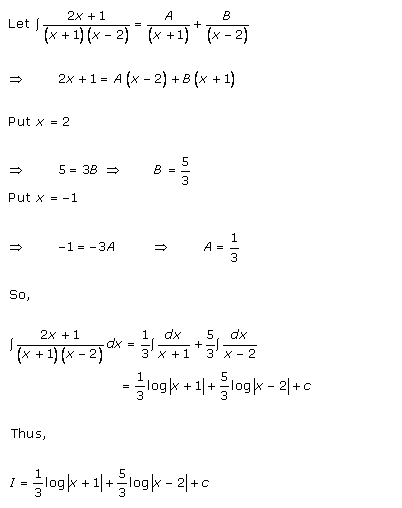 Let ∫ (2x + 1)/((x + 1)(x − 2)) = A/(x + 1) + B/(x − 2)
⇒ 2x + 1 = A(x − 2) + B(x + 1)
Put x = 2
⇒ 5 = 3B ⇒ B = 5/3
Put x = −1
⇒ −1 = −3A ⇒ A = 1/3
So,
∫ (2x + 1)/((x + 1)(x − 2)) dx = 1/3 ∫ dx/(x + 1) + 5/3 ∫ dx/(x − 2)
= 1/3 log|x + 1| + 5/3 log|x − 2| + c
Thus,
I = 1/3 log|x + 1| + 5/3 log|x − 2| + c